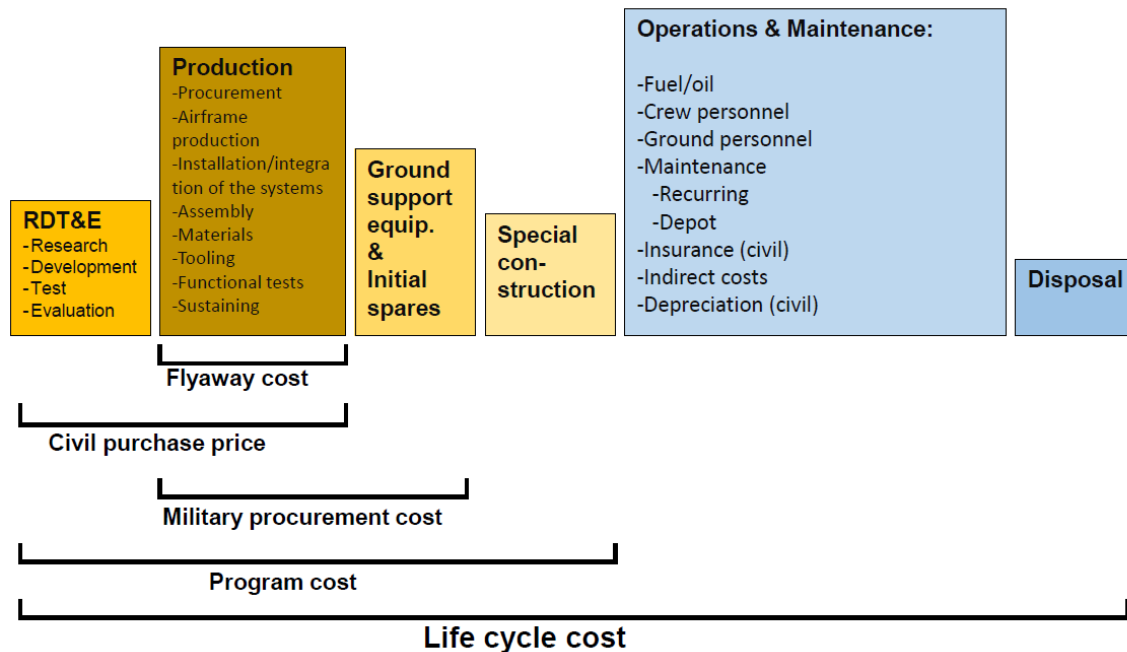 RDT&E
-Research
-Development
-Test
-Evaluation
Production
-Procurement
-Airframe
production
-Installation/integra
tion of the systems
-Assembly
-Materials
-Tooling
-Functional tests
-Sustaining
Ground
support
equip.
&
Initial
spares
Special
con-
struction
Operations & Maintenance:
-Fuel/oil
-Crew personnel
-Ground personnel
-Maintenance
-Recurring
-Depot
-Insurance (civil)
-Indirect costs
-Depreciation (civil)
Disposal
Flyaway cost
Civil purchase price
Military procurement cost
Program cost
Life cycle cost